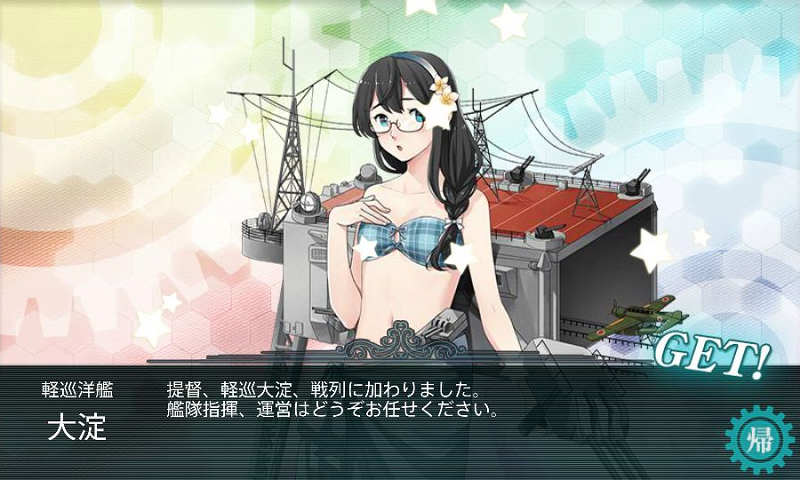 GET!
軽巡洋艦
大淀
提督、軽巡大淀、戦列に加わりました。
艦隊指揮、運営はどうぞお任せください。
帰